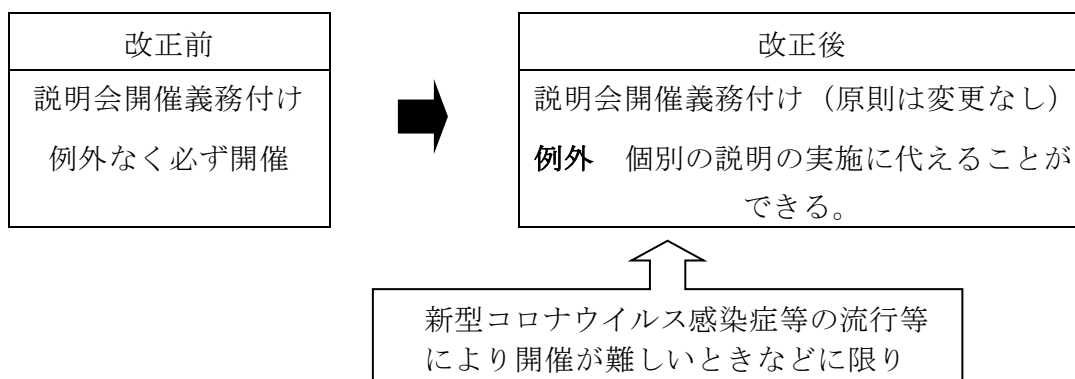 改正前
説明会開催義務付け
例外なく必ず開催
改正後
説明会開催義務付け（原則は変更なし）
例外　個別の説明の実施に代えることが
できる。
新型コロナウイルス感染症等の流行等
により開催が難しいときなどに限り